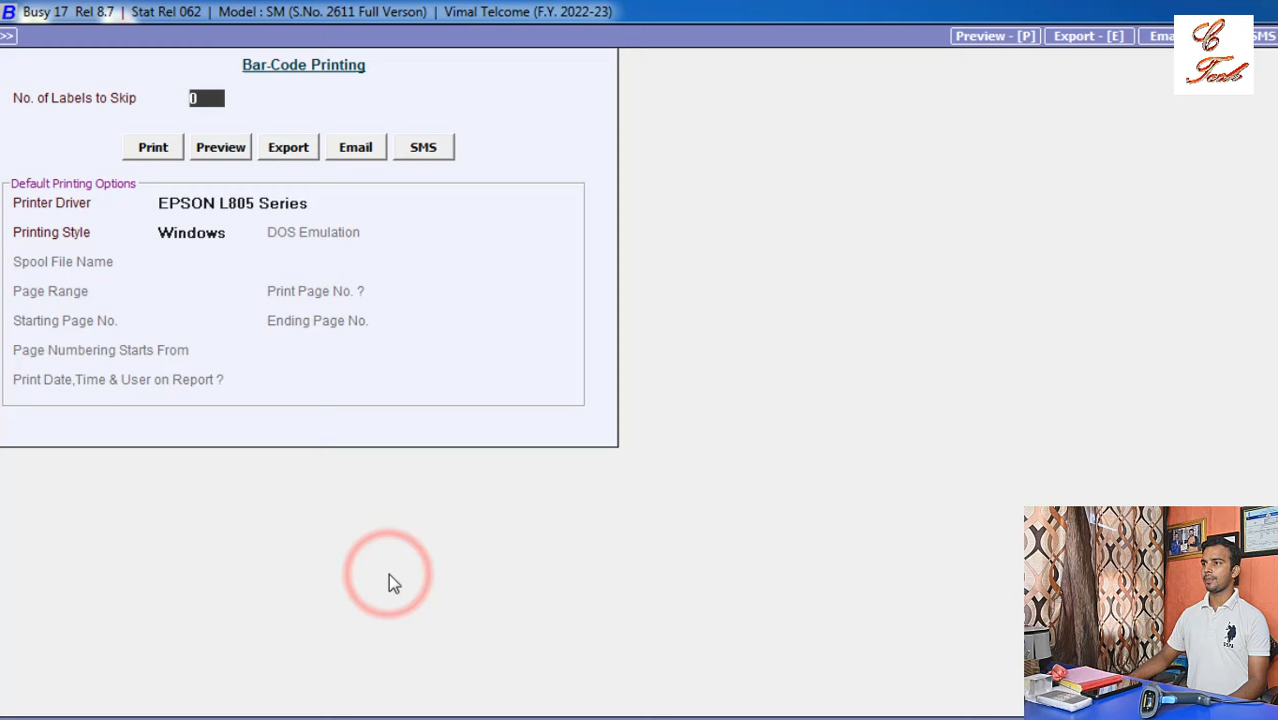 B Busy 17 Rel 8.7 | Stat Rel 062 | Model : SM (S.No. 2611 Full Verson) | Vimal Telcome (F.Y. 2022-23)
>> Preview - [P] Export - [E] Ema SMS
C
Tech
Bar-Code Printing
No. of Labels to Skip 0
Print Preview Export Email SMS
Default Printing Options
Printer Driver EPSON L805 Series
Printing Style Windows DOS Emulation
Spool File Name
Page Range Print Page No. ?
Starting Page No. Ending Page No.
Page Numbering Starts From
Print Date,Time & User on Report ?